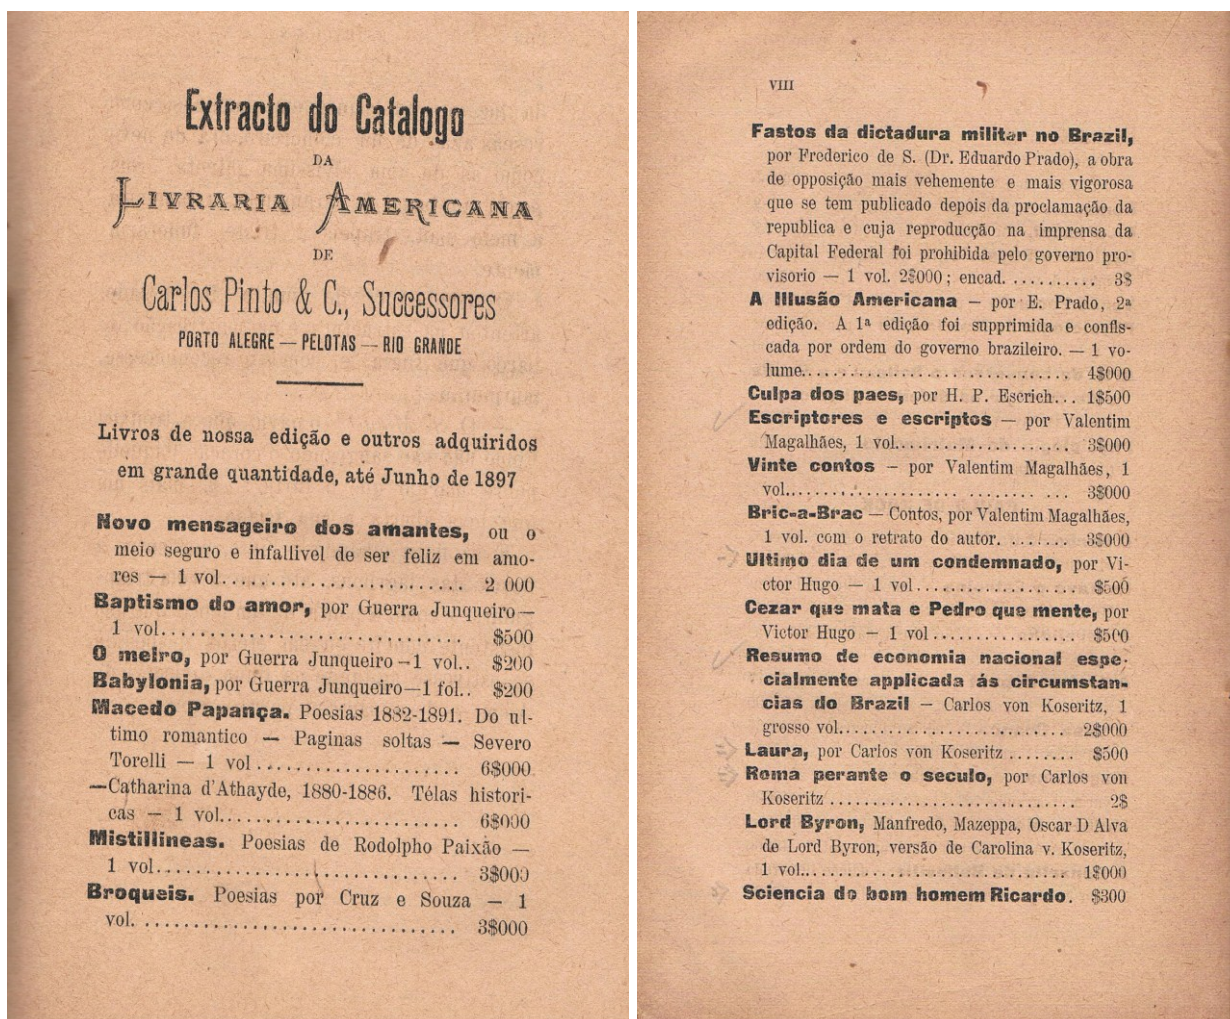 Extracto do Catalogo
DA
LIVRARIA AMERICANA
DE
Carlos Pinto & C., Successores
PORTO ALEGRE — PELOTAS — RIO GRANDE
Livros de nossa edição e outros adquiridos
em grande quantidade, até Junho de 1897
Novo mensageiro dos amantes, ou o
meio seguro e infallivel de ser feliz em amo-
res — 1 vol........................ 2 000
Baptismo do amor, por Guerra Junqueiro —
1 vol.............................. $500
O melro, por Guerra Junqueiro — 1 vol.. $200
Babylonia, por Guerra Junqueiro — 1 fol.. $200
Macedo Papança. Poesias 1882-1891. Do ul-
timo romantico — Paginas soltas — Severo
Torelli — 1 vol .................... 6$000
—Catharina d'Athayde, 1880-1886. Télas histori-
cas — 1 vol........................ 6$000
Mistillineas. Poesias de Rodolpho Paixão —
1 vol.............................. 3$000
Broqueis. Poesias por Cruz e Souza — 1
vol. ............................... 3$000
VIII
Fastos da dictadura militar no Brazil,
por Frederico de S. (Dr. Eduardo Prado), a obra
de opposição mais vehemente e mais vigorosa
que se tem publicado depois da proclamação da
republica e cuja reproducção na imprensa da
Capital Federal foi prohibida pelo governo pro-
visorio — 1 vol. 2$000; encad. .......... 3$
A Illusão Americana — por E. Prado, 2ª
edição. A 1ª edição foi supprimida e confis-
cada por ordem do governo brazileiro. — 1 vo-
lume............................. 4$000
Culpa dos paes, por H. P. Escrich... 1$500
Escriptores e escriptos — por Valentim
Magalhães, 1 vol................... 3$000
Vinte contos — por Valentim Magalhães, 1
vol.................. ........ ... 3$000
Bric-a-Brac — Contos, por Valentim Magalhães,
1 vol. com o retrato do autor. ....... 3$000
Ultimo dia de um condemnado, por Vi-
ctor Hugo — 1 vol ................. $500
Cezar que mata e Pedro que mente, por
Victor Hugo — 1 vol ............... $500
Resumo de economia nacional espe-
cialmente applicada ás circumstan-
cias do Brazil — Carlos von Koseritz, 1
grosso vol......................... 2$000
Laura, por Carlos von Koseritz ........ $500
Roma perante o seculo, por Carlos von
Koseritz ........................... 2$
Lord Byron, Manfredo, Mazeppa, Oscar D Alva
de Lord Byron, versão de Carolina v. Koseritz,
1 vol............................. 1$000
Sciencia do bom homem Ricardo. $300